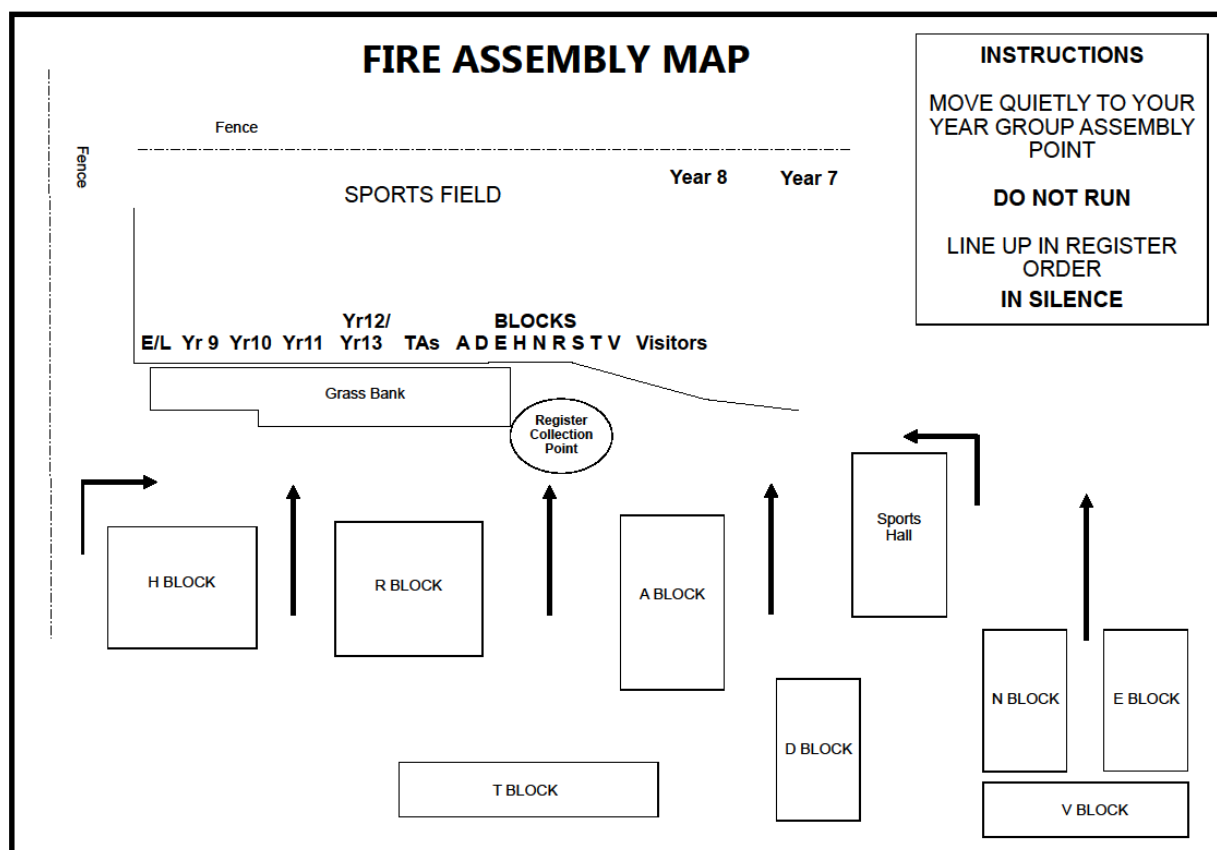 FIRE ASSEMBLY MAP
INSTRUCTIONS
MOVE QUIETLY TO YOUR
YEAR GROUP ASSEMBLY
POINT
DO NOT RUN
LINE UP IN REGISTER
ORDER
IN SILENCE
Fence
Fence
SPORTS FIELD
Year 8
Year 7
Yr12/
BLOCKS
E/L Yr 9 Yr10 Yr11 Yr13 TAs A D E H N R S T V Visitors
Grass Bank
Register
Collection
Point
Sports
Hall
H BLOCK
R BLOCK
A BLOCK
N BLOCK
E BLOCK
D BLOCK
T BLOCK
V BLOCK